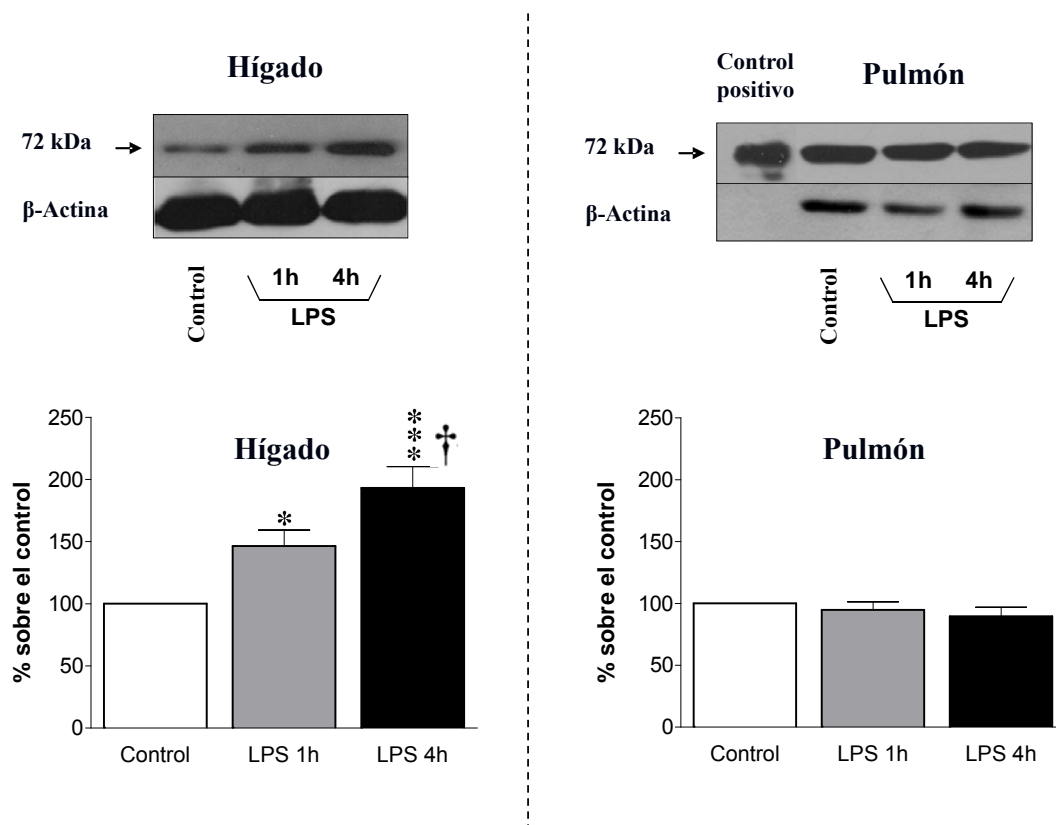 Hígado
72 kDa
β-Actina
Control
1h 4h
LPS
Control
positivo
Pulmón
72 kDa
β-Actina
Control
1h 4h
LPS
Hígado
% sobre el control
250
200
150
100
50
0
*
***
†
Control LPS 1h LPS 4h
Pulmón
% sobre el control
250
200
150
100
50
0
Control LPS 1h LPS 4h